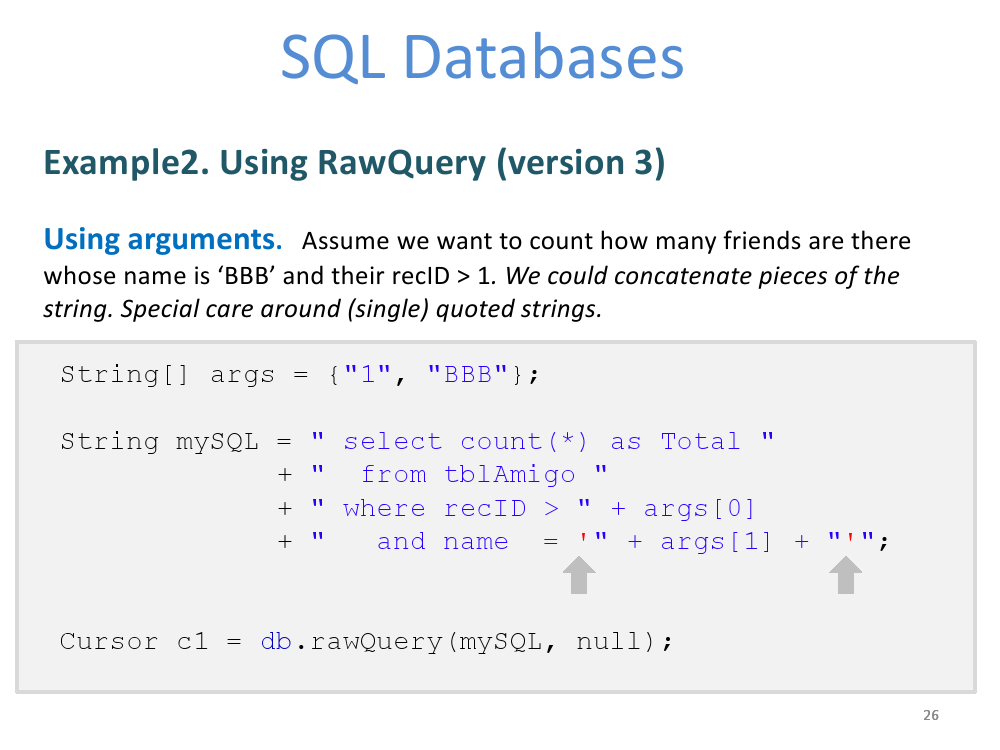 SQL Databases
Example2. Using RawQuery (version 3)
Using arguments. Assume we want to count how many friends are there
whose name is ‘BBB’ and their recID > 1. We could concatenate pieces of the
string. Special care around (single) quoted strings.
String[] args = {"1", "BBB"};
String mySQL = " select count(*) as Total "
+ "  from tblAmigo "
+ " where recID > " + args[0]
+ "   and name  = '" + args[1] + "'";
Cursor c1 = db.rawQuery(mySQL, null);
26